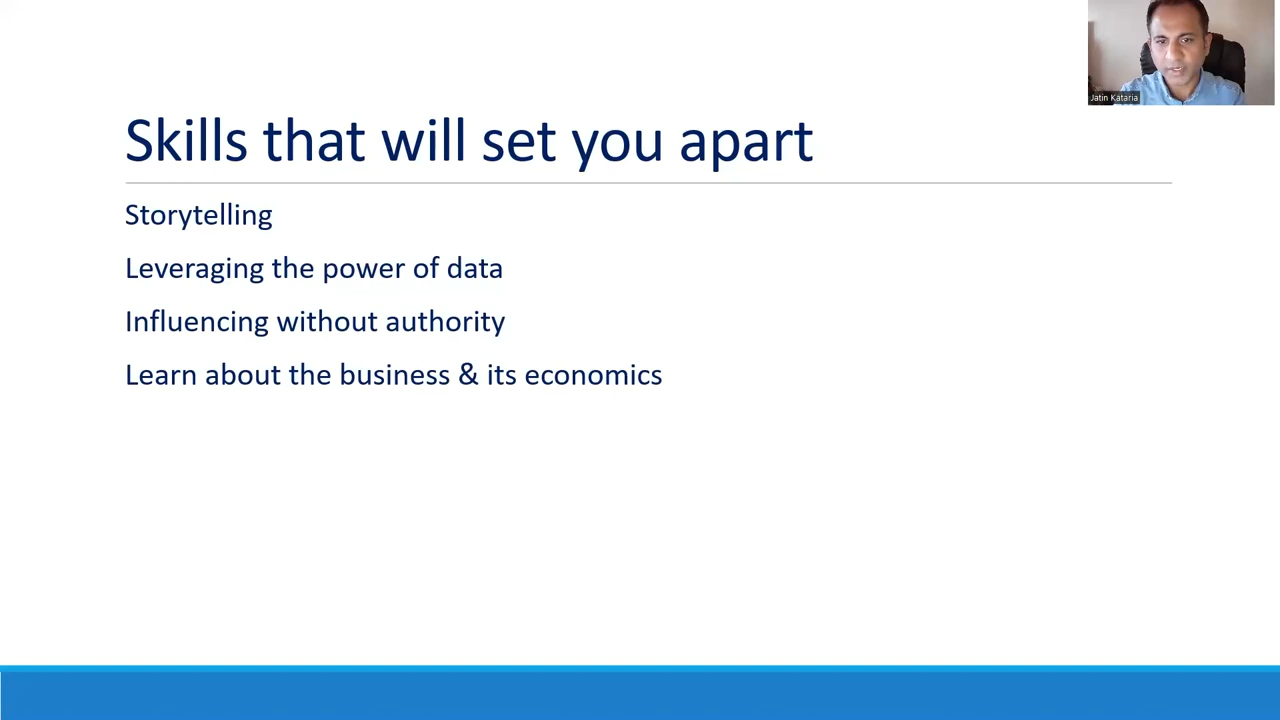 Jatin Kataria
Skills that will set you apart
Storytelling
Leveraging the power of data
Influencing without authority
Learn about the business & its economics